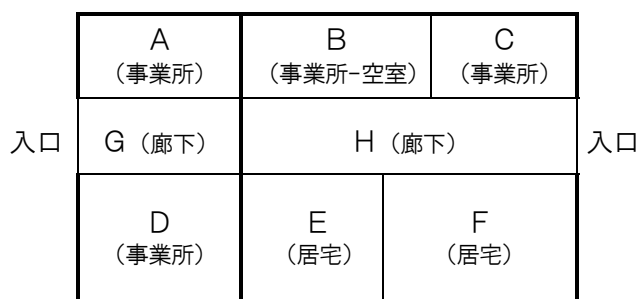 A B C
（事業所） （事業所−空室） （事業所）
入口 G（廊下） H（廊下） 入口
D E F
（事業所） （居宅） （居宅）